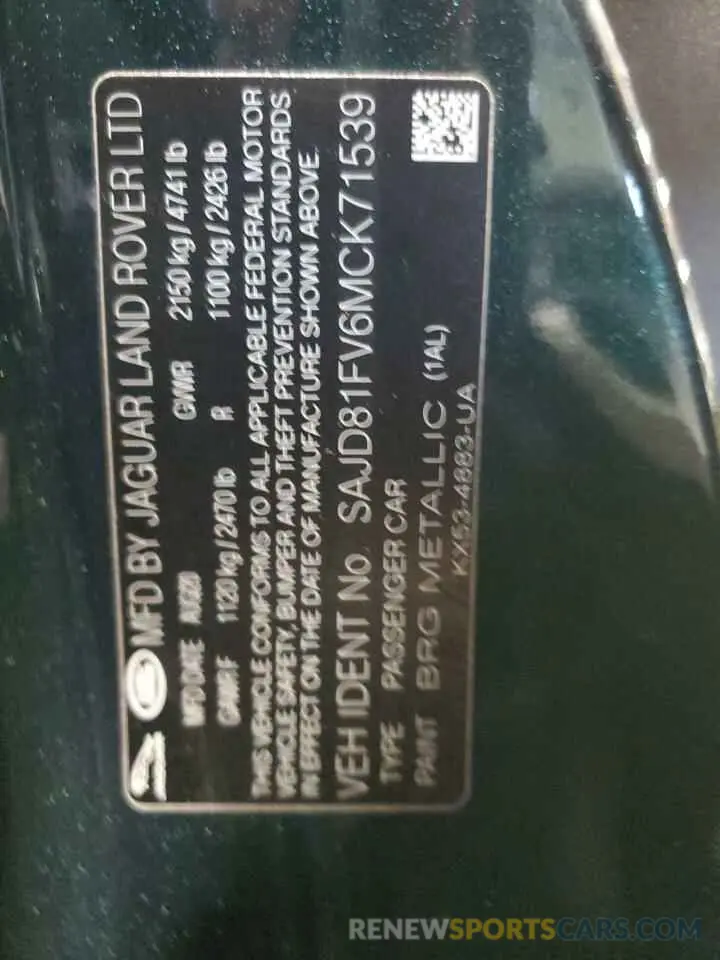 MFD BY JAGUAR LAND ROVER LTD
MFD DATE AUG20 GVWR 2150 kg / 4741 lb
GAWR F 1120 kg / 2470 lb R 1100 kg / 2426 lb
THIS VEHICLE CONFORMS TO ALL APPLICABLE FEDERAL MOTOR
VEHICLE SAFETY, BUMPER AND THEFT PREVENTION STANDARDS
IN EFFECT ON THE DATE OF MANUFACTURE SHOWN ABOVE.
VEH IDENT No. SAJD81FV6MCK71539
TYPE PASSENGER CAR
PAINT BRG METALLIC (1AL)
KX53-4883-UA
RENEWSPORTSCARS.COM